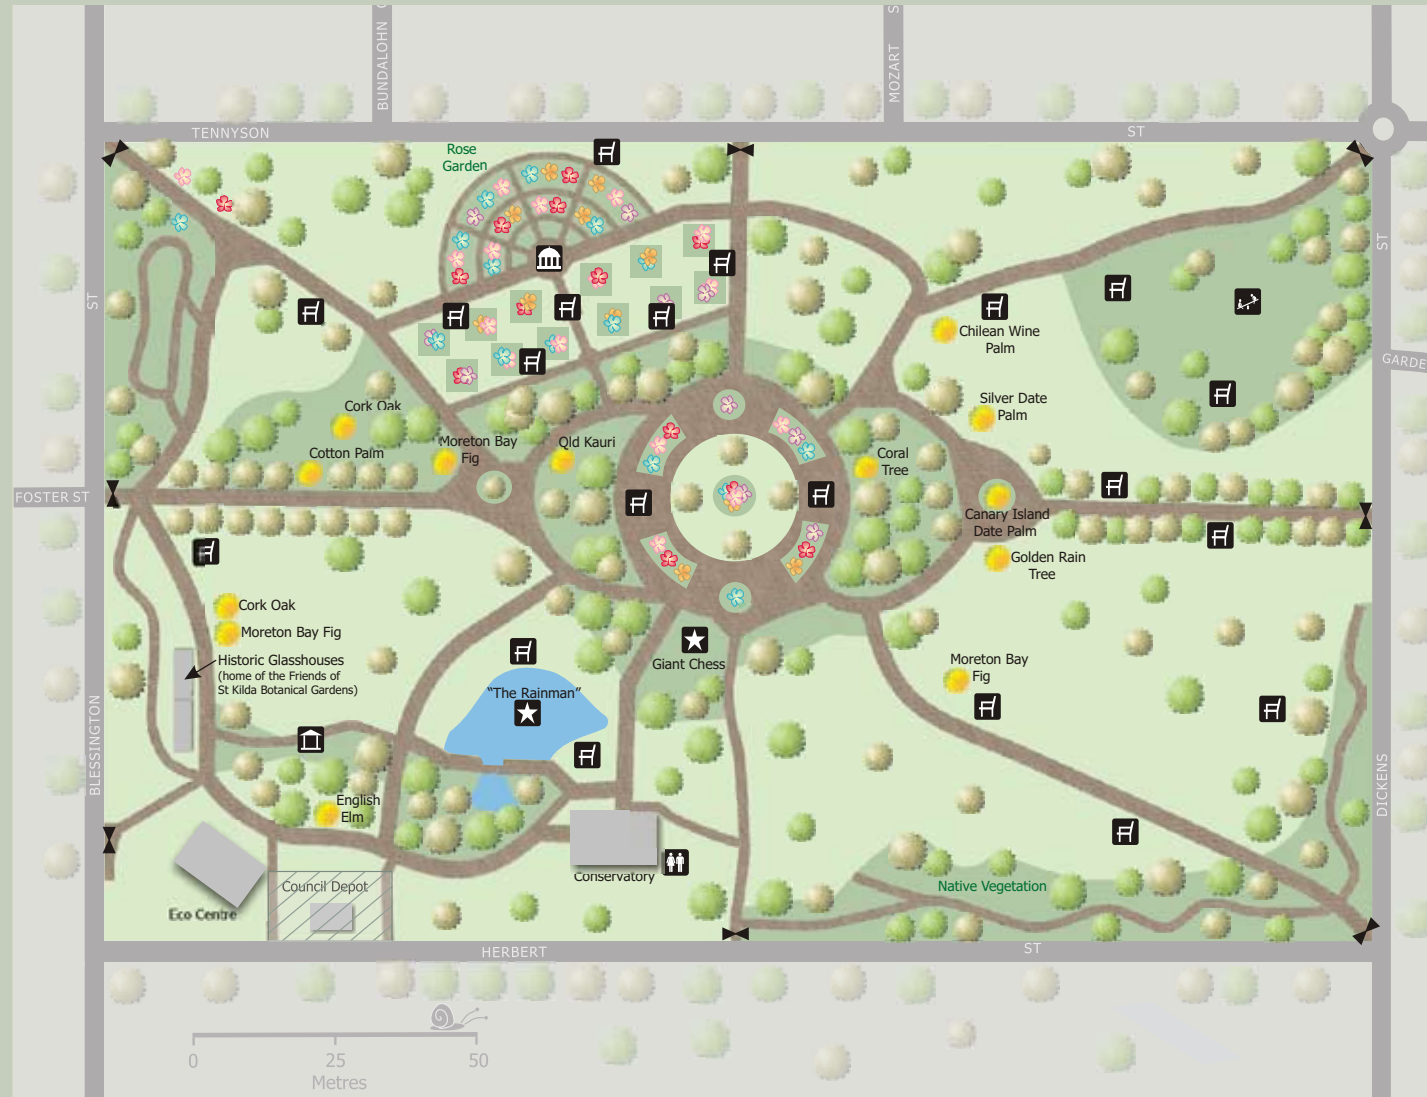 BUNDALOHN
MOZART
S
TENNYSON
ST
Rose
Garden
ST
ST
GARDE
Chilean Wine
Palm
Silver Date
Palm
Cork Oak
Cotton Palm
Moreton Bay
Fig
Qld Kauri
Coral
Tree
FOSTER ST
Canary Island
Date Palm
Golden Rain
Tree
Cork Oak
Moreton Bay Fig
Historic Glasshouses
(home of the Friends of
St Kilda Botanical Gardens)
Giant Chess
Moreton Bay
Fig
"The Rainman"
BLESSINGTON
DICKENS
English
Elm
Conservatory
Council Depot
Eco Centre
Native Vegetation
HERBERT
ST
0
25
50
Metres